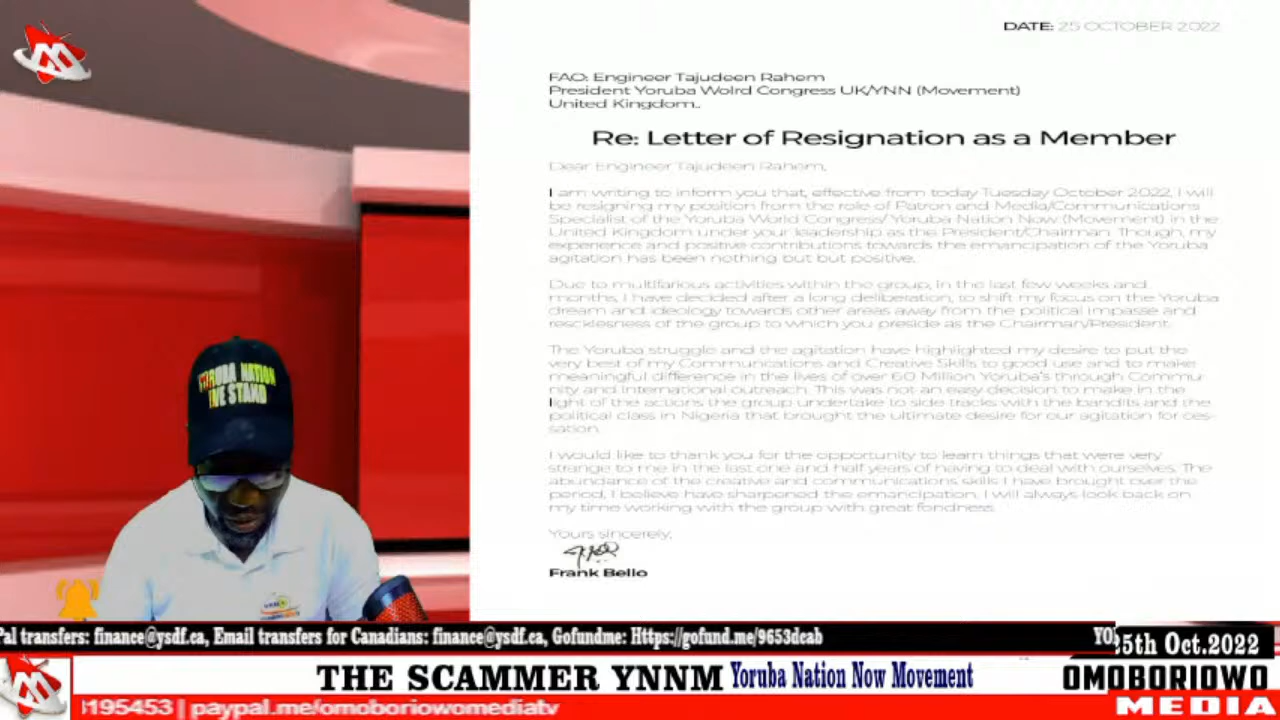 DATE: 25 OCTOBER 2022
FAO: Engineer Tajudeen Rahem
President Yoruba Wolrd Congress UK/YNN (Movement)
United Kingdom..
Re: Letter of Resignation as a Member
Dear Engineer Tajudeen Rahem,
I am writing to inform you that, effective from today Tuesday October 2022, I will
be resigning my position from the role of Patron and Media/Communications
Specialist of the Yoruba World Congress/ Yoruba Nation Now (Movement) in the
United Kingdom under your leadership as the President/Chairman. Though, my
experience and positive contributions towards the emancipation of the Yoruba
agitation has been nothing but but positive.
Due to multifarious activities within the group, in the last few weeks and
months, I have decided after a long deliberation, to shift my focus on the Yoruba
dream and ideology towards other areas away from the political impasse and
rescklesness of the group to which you preside as the Chairman/President.
The Yoruba struggle and the agitation have highlighted my desire to put the
very best of my Communications and Creative Skills to good use and to make
meaningful difference in the lives of over 60 Million Yoruba's through Commu
nity and International outreach. This was not an easy decision to make in the
light of the actions the group undertake to side tracks with the bandits and the
political class in Nigeria that brought the ultimate desire for our agitation for ces-
sation.
I would like to thank you for the opportunity to learn things that were very
strange to me in the last one and half years of having to deal with ourselves. The
abundance of the creative and communications skills I have brought over the
period, I believe have sharpened the emancipation. I will always look back on
my time working with the group with great fondness.
Yours sincerely,
Frank Bello
YORUBA NATION
WE STAND
Pal transfers: finance@ysdf.ca, Email transfers for Canadians: finance@ysdf.ca, Gofundme: Https://gofund.me/9653dcab
YO
5th Oct.2022
THE SCAMMER YNNM Yoruba Nation Now Movement
OMOBORIOWO
MEDIA
195453 | paypal.me/omoboriowomediatv